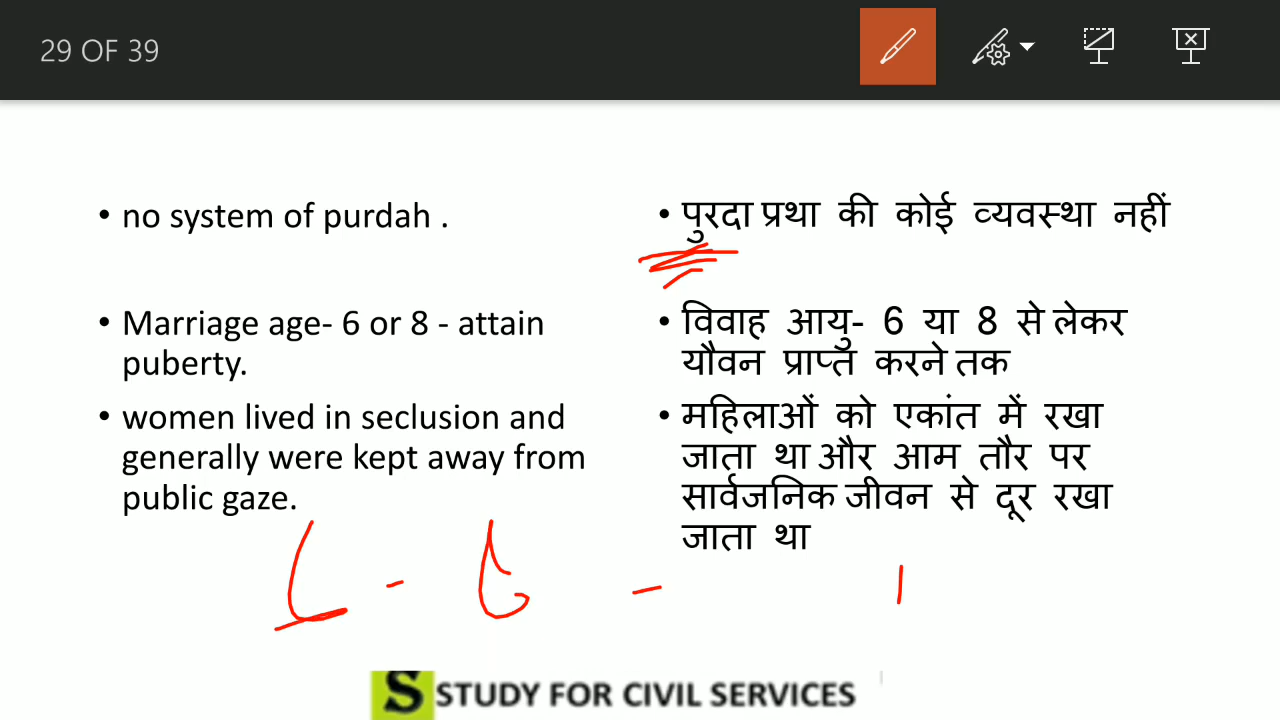 29 OF 39
• no system of purdah .
• Marriage age- 6 or 8 - attain
puberty.
• women lived in seclusion and
generally were kept away from
public gaze.
• पुरदा प्रथा की कोई व्यवस्था नहीं
• विवाह आयु- 6 या 8 से लेकर
यौवन प्राप्त करने तक
• महिलाओं को एकांत में रखा
जाता था और आम तौर पर
सार्वजनिक जीवन से दूर रखा
जाता था
S STUDY FOR CIVIL SERVICES